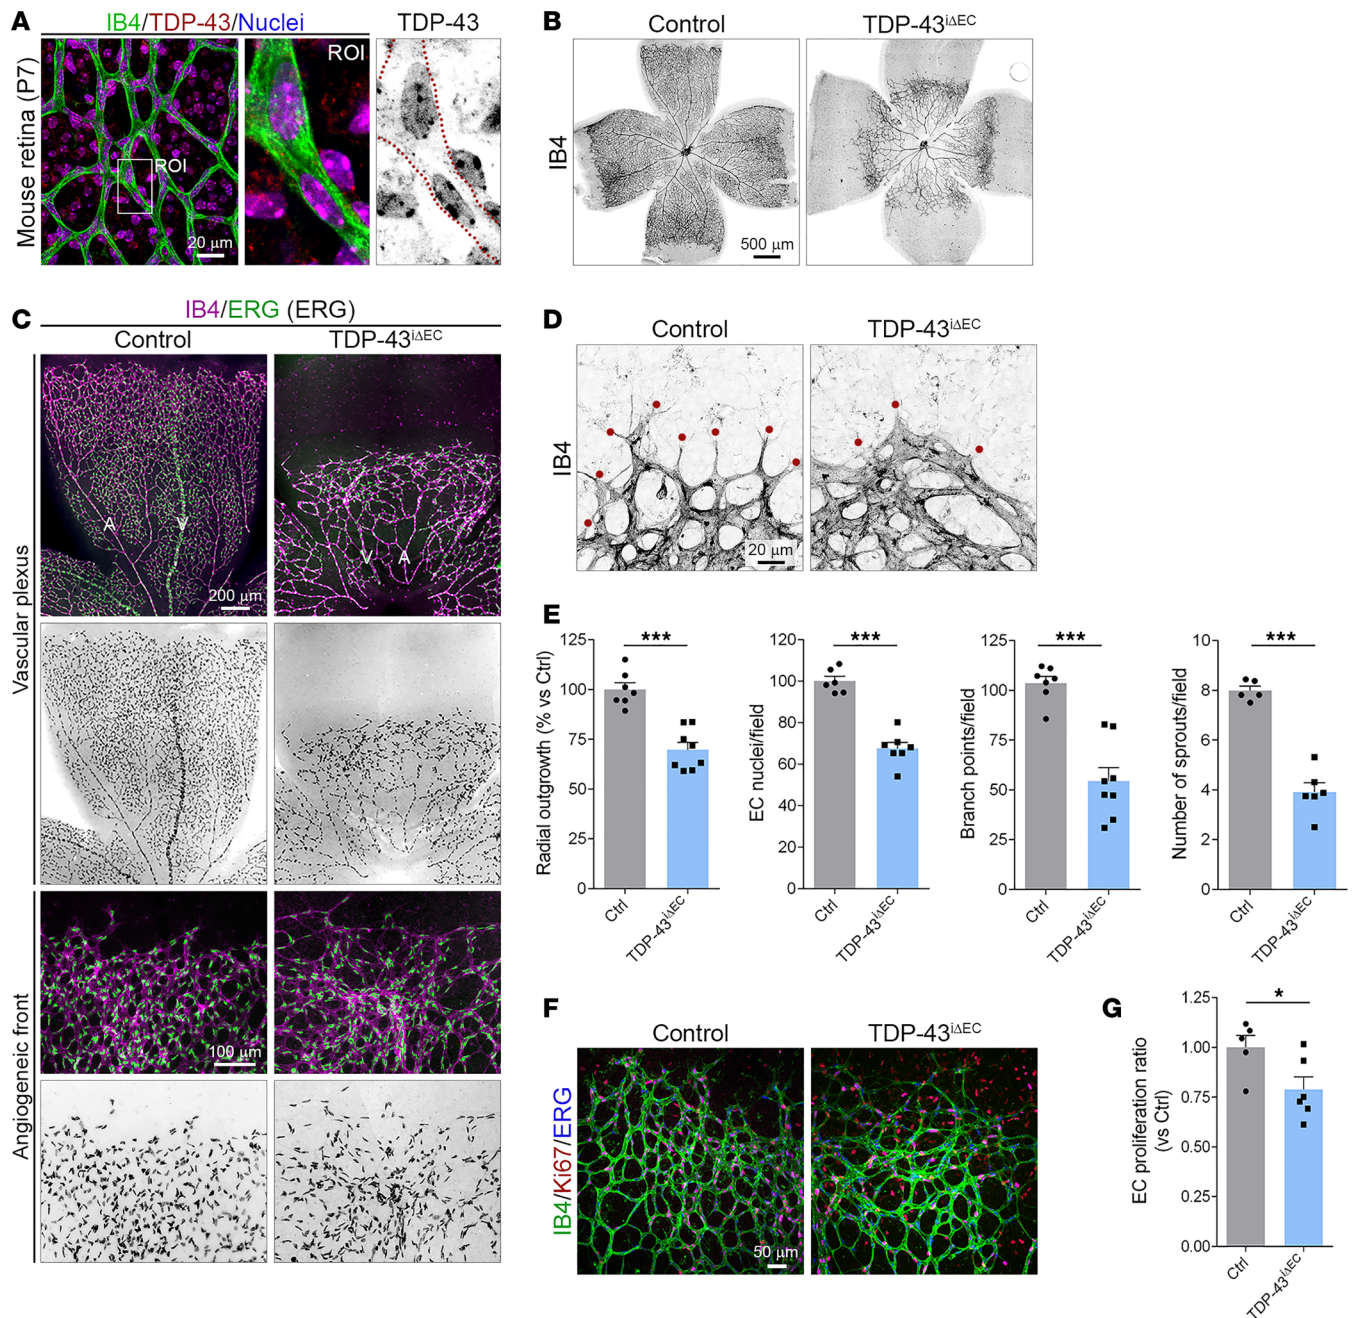 A
IB4/TDP-43/Nuclei
TDP-43
Mouse retina (P7)
ROI
20 µm
ROI
B
Control
TDP-43iΔEC
IB4
500 µm
C
IB4/ERG (ERG)
Control
TDP-43iΔEC
Vascular plexus
A
V
200 µm
V
A
Angiogeneic front
100 µm
D
Control
TDP-43iΔEC
IB4
20 µm
E
Radial outgrowth (% vs Ctrl)
125
100
75
50
25
0
***
Ctrl
TDP-43iΔEC
EC nuclei/field
120
100
80
60
40
20
0
***
Ctrl
TDP-43iΔEC
Branch points/field
125
100
75
50
25
0
***
Ctrl
TDP-43iΔEC
Number of sprouts/field
10
8
6
4
2
0
***
Ctrl
TDP-43iΔEC
F
Control
TDP-43iΔEC
IB4/Ki67/ERG
50 µm
G
EC proliferation ratio
(vs Ctrl)
1.25
1.00
0.75
0.50
0.25
0.00
*
Ctrl
TDP-43iΔEC